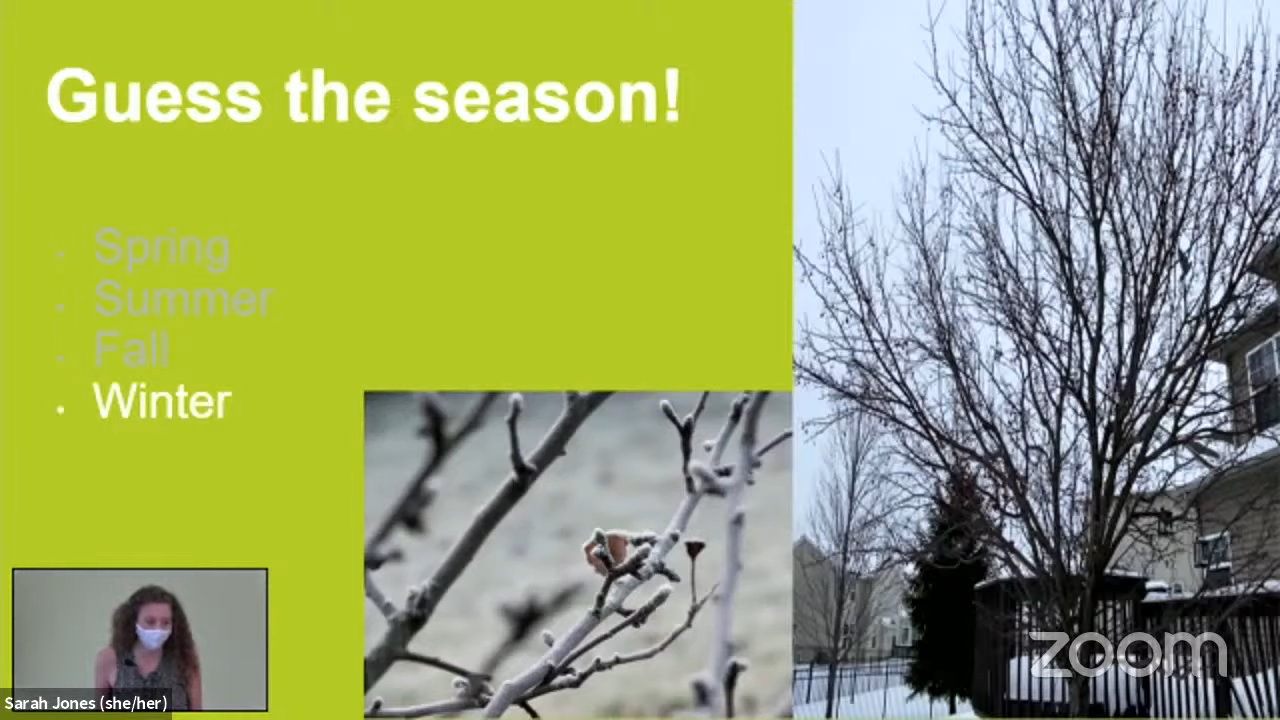 Guess the season!
Spring
Summer
Fall
Winter
Sarah Jones (she/her)
zoom